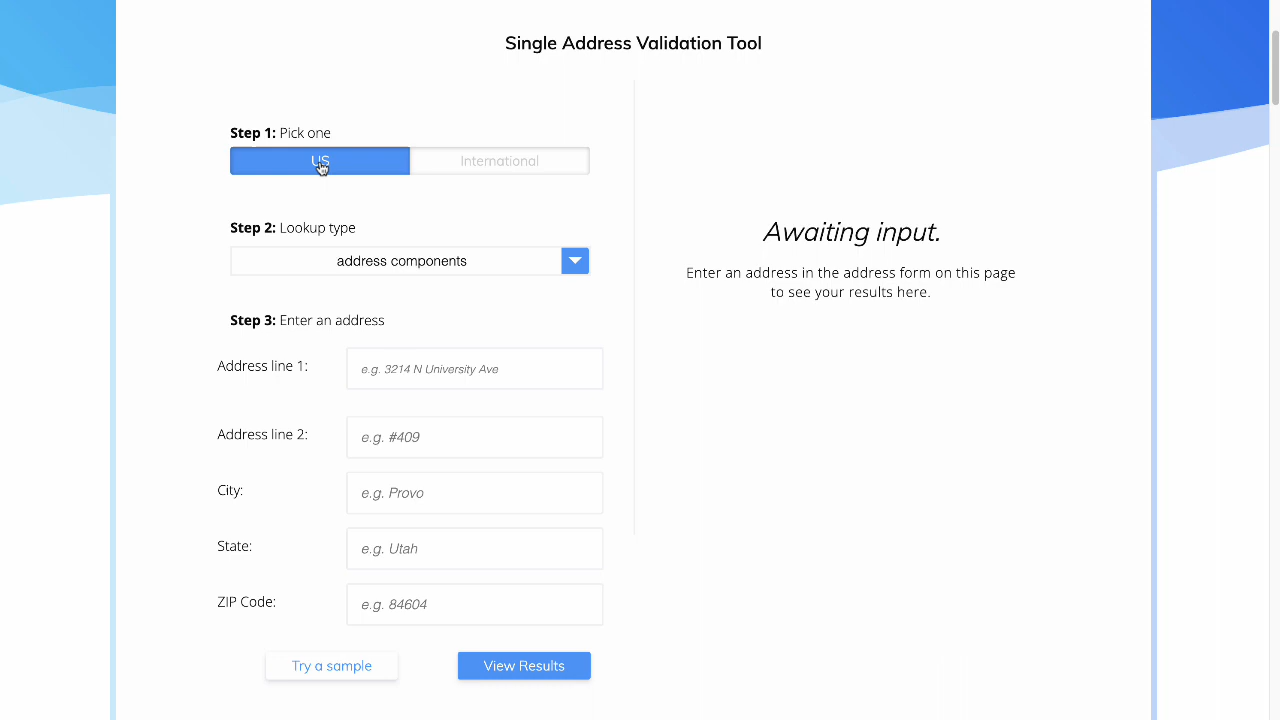 Single Address Validation Tool
Step 1: Pick one
US
International
Step 2: Lookup type
address components
Step 3: Enter an address
Address line 1:
e.g. 3214 N University Ave
Address line 2:
e.g. #409
City:
e.g. Provo
State:
e.g. Utah
ZIP Code:
e.g. 84604
Try a sample
View Results
Awaiting input.
Enter an address in the address form on this page
to see your results here.